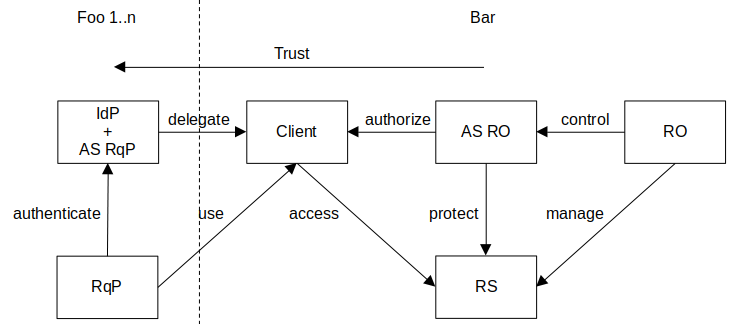 Foo 1..n
Bar
Trust
IdP
+
AS RqP
delegate
Client
authorize
AS RO
control
RO
authenticate
use
access
protect
manage
RqP
RS